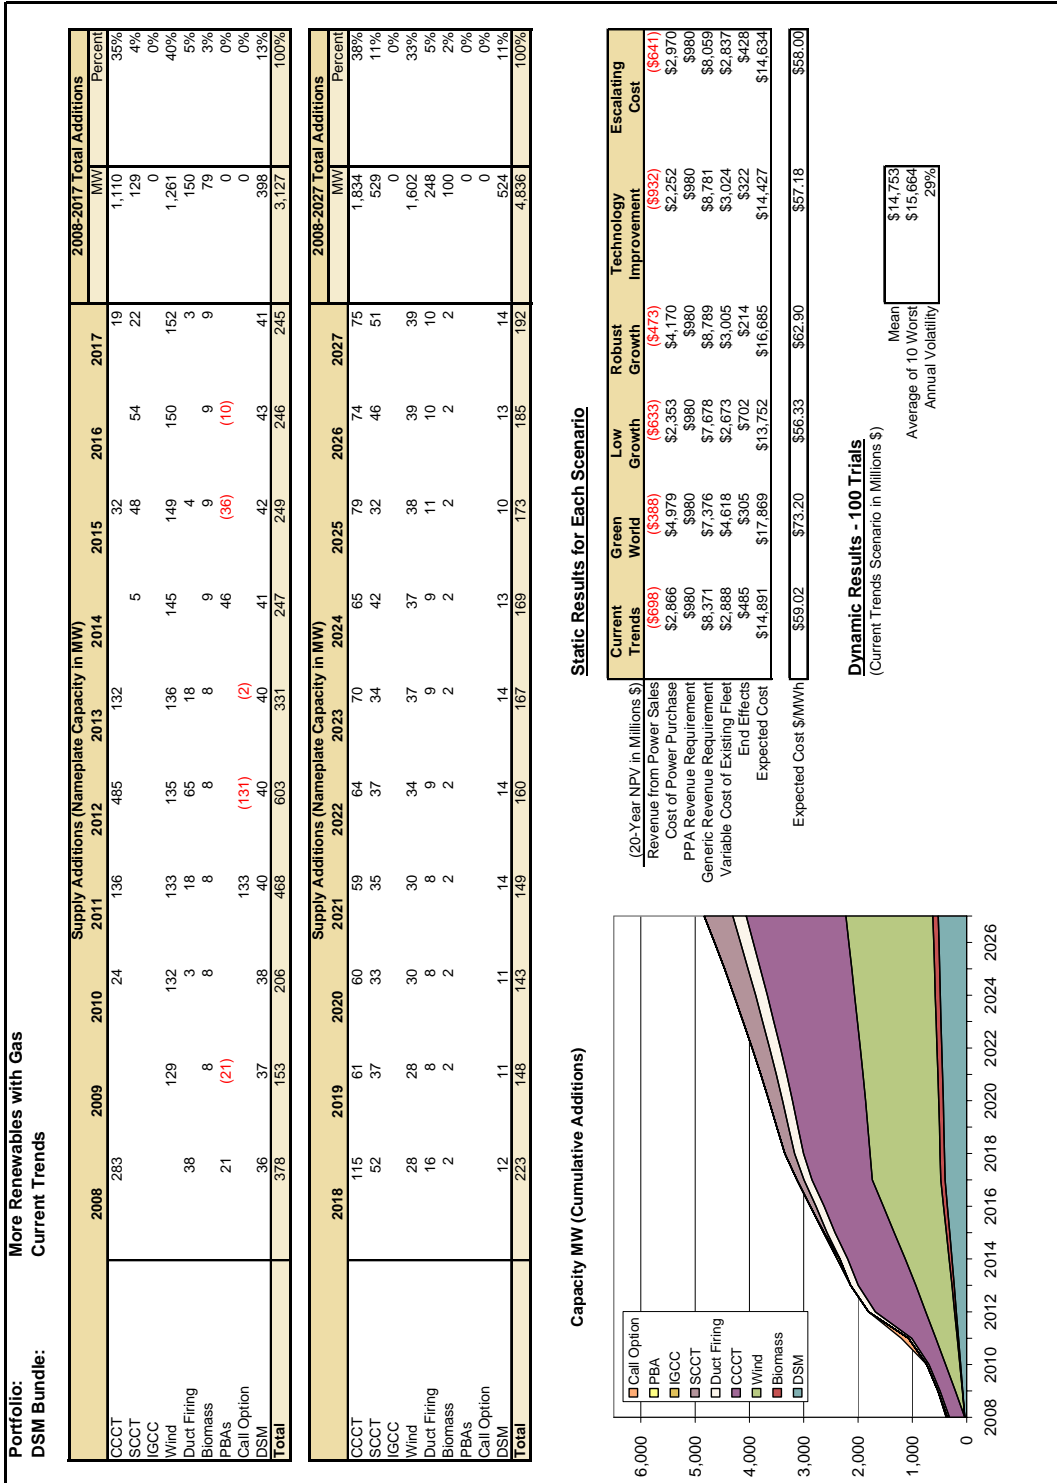 Portfolio: More Renewables with Gas
DSM Bundle: Current Trends
Supply Additions (Nameplate Capacity in MW) 2008-2017 Total Additions
2008 2009 2010 2011 2012 2013 2014 2015 2016 2017 MW Percent
CCCT 283 24 136 485 132 32 19 1,110 35%
SCCT 5 48 54 22 129 4%
IGCC 0 0%
Wind 129 132 133 135 136 145 149 150 152 1,261 40%
Duct Firing 38 3 18 65 18 4 3 150 5%
Biomass 8 8 8 8 8 9 9 9 9 79 3%
PBAs 21 (21) 46 (36) (10) 0 0%
Call Option 133 (131) (2) 0 0%
DSM 36 37 38 40 40 40 41 42 43 41 398 13%
Total 378 153 206 468 603 331 247 249 246 245 3,127 100%
Supply Additions (Nameplate Capacity in MW) 2008-2027 Total Additions
2018 2019 2020 2021 2022 2023 2024 2025 2026 2027 MW Percent
CCCT 115 61 60 59 64 70 65 79 74 75 1,834 38%
SCCT 52 37 33 35 37 34 42 32 46 51 529 11%
IGCC 0 0%
Wind 28 28 30 30 34 37 37 38 39 39 1,602 33%
Duct Firing 16 8 8 8 9 9 9 11 10 10 248 5%
Biomass 2 2 2 2 2 2 2 2 2 2 100 2%
PBAs 0 0%
Call Option 0 0%
DSM 12 11 11 14 14 14 13 10 13 14 524 11%
Total 223 148 143 149 160 167 169 173 185 192 4,836 100%
Capacity MW (Cumulative Additions)
6,000
5,000
4,000
3,000
2,000
1,000
0
Call Option
PBA
IGCC
SCCT
Duct Firing
CCCT
Wind
Biomass
DSM
2008 2010 2012 2014 2016 2018 2020 2022 2024 2026
Static Results for Each Scenario
(20-Year NPV in Millions $) Current Trends Green World Low Growth Robust Growth Technology Improvement Escalating Cost
Revenue from Power Sales ($698) ($388) ($633) ($473) ($932) ($641)
Cost of Power Purchase $2,866 $4,979 $2,353 $4,170 $2,252 $2,970
PPA Revenue Requirement $980 $980 $980 $980 $980 $980
Generic Revenue Requirement $8,371 $7,376 $7,678 $8,789 $8,781 $8,059
Variable Cost of Existing Fleet $2,888 $4,618 $2,673 $3,005 $3,024 $2,837
End Effects $485 $305 $702 $214 $322 $428
Expected Cost $14,891 $17,869 $13,752 $16,685 $14,427 $14,634
Expected Cost $/MWh $59.02 $73.20 $56.33 $62.90 $57.18 $58.00
Dynamic Results - 100 Trials
(Current Trends Scenario in Millions $)
Mean $14,753
Average of 10 Worst $15,664
Annual Volatility 29%